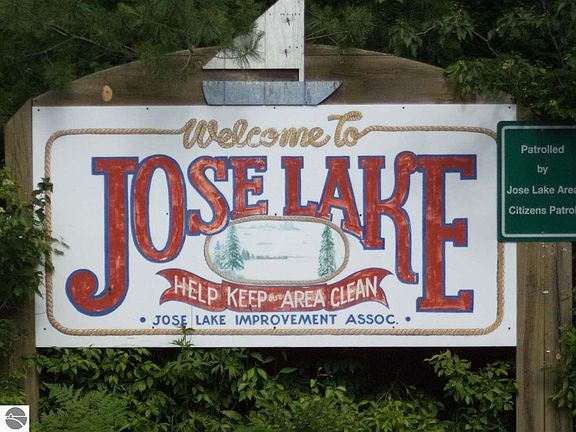 Welcome To
JOSE LAKE
HELP KEEP OUR AREA CLEAN
• JOSE LAKE IMPROVEMENT ASSOC. •
Patrolled
by
Jose Lake Area
Citizens Patrol